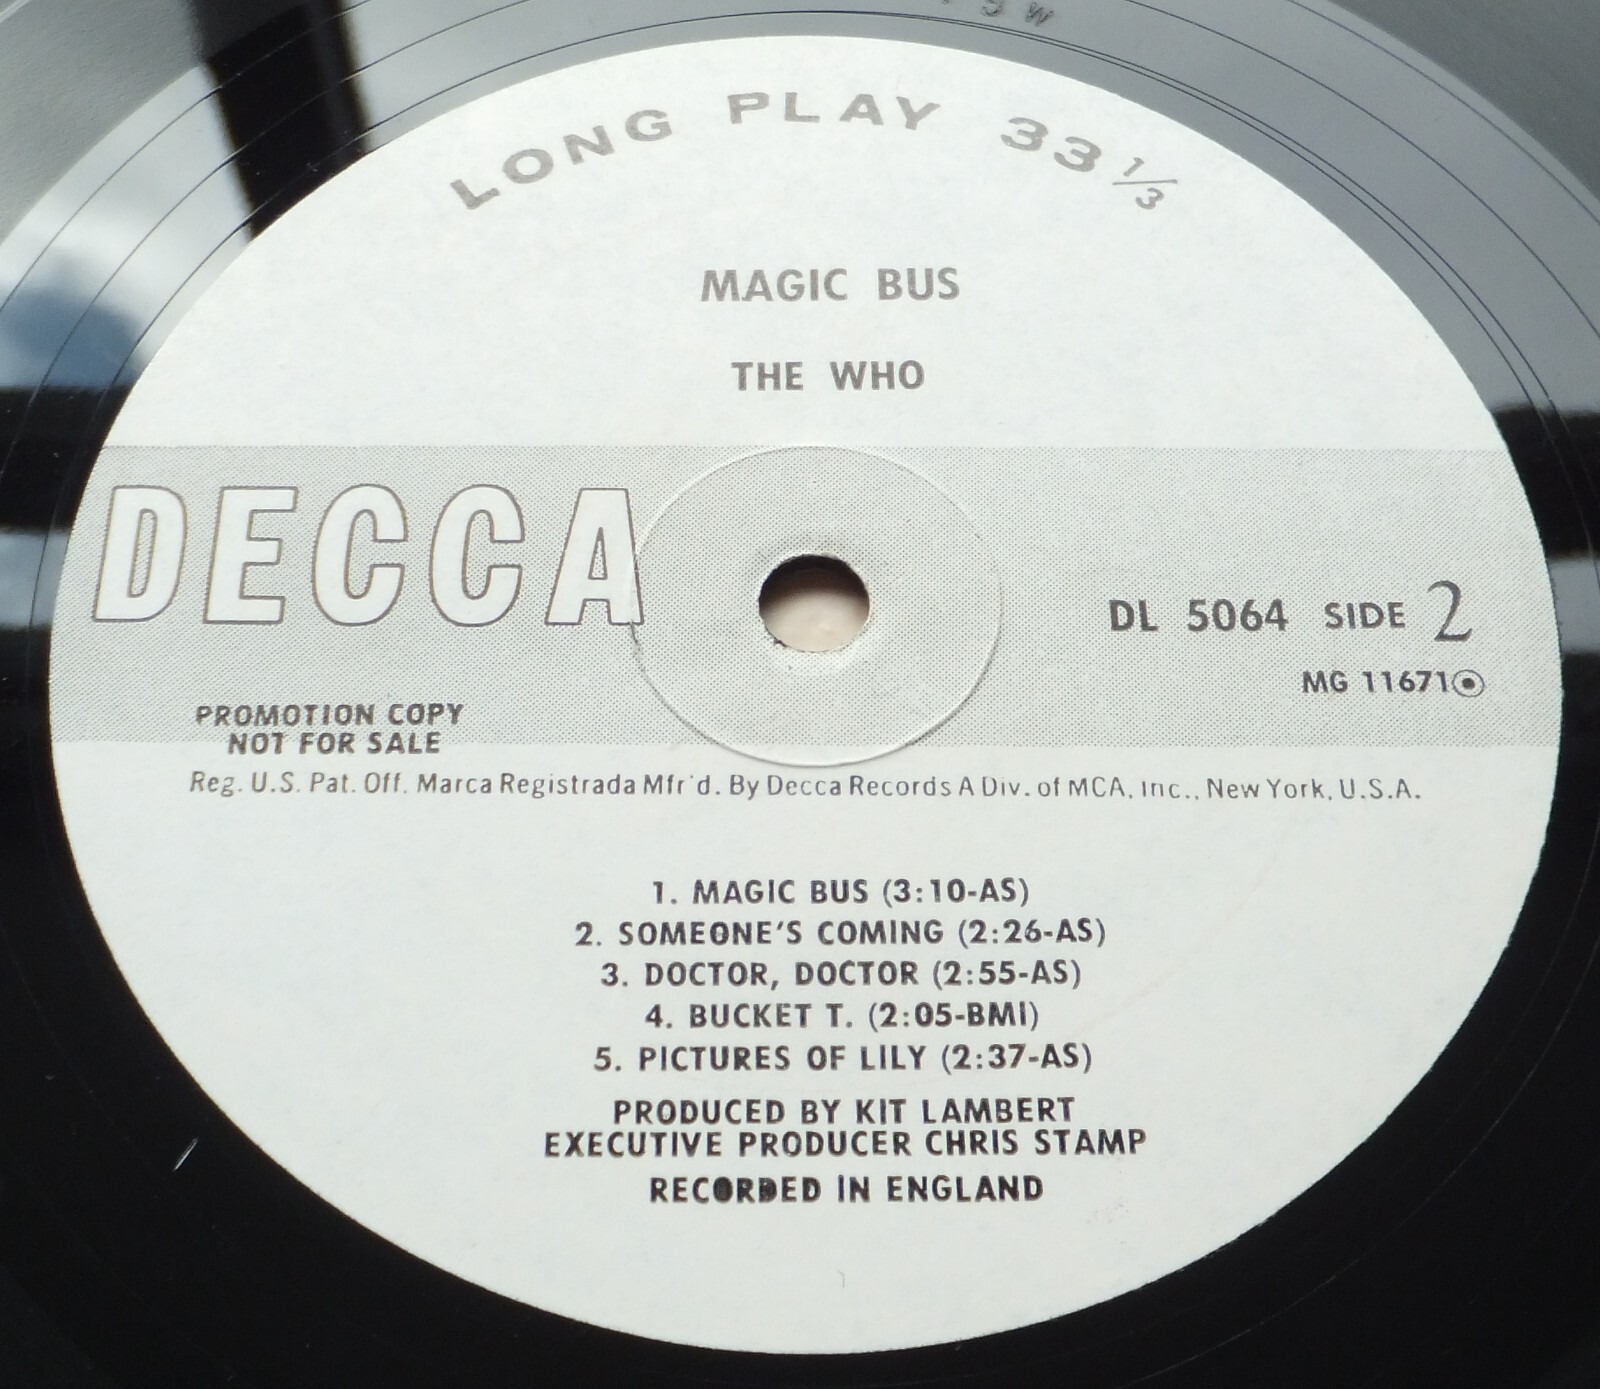 LONG PLAY 33 1/3
MAGIC BUS
THE WHO
DECCA
DL 5064 SIDE 2
MG 11671
PROMOTION COPY
NOT FOR SALE
Reg. U.S. Pat. Off. Marca Registrada Mfr'd. By Decca Records A Div. of MCA, Inc., New York, U.S.A.
1. MAGIC BUS (3:10-AS)
2. SOMEONE'S COMING (2:26-AS)
3. DOCTOR, DOCTOR (2:55-AS)
4. BUCKET T. (2:05-BMI)
5. PICTURES OF LILY (2:37-AS)
PRODUCED BY KIT LAMBERT
EXECUTIVE PRODUCER CHRIS STAMP
RECORDED IN ENGLAND